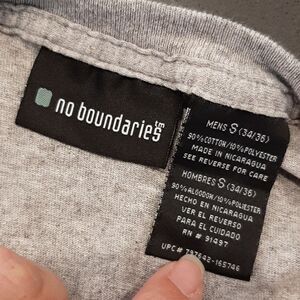 no boundaries
MENS S (34/36)
90% COTTON/10% POLYESTER
MADE IN NICARAGUA
SEE REVERSE FOR CARE
HOMBRES S (34/36)
90% ALGODON/10% POLYESTER
HECHO EN NICARAGUA
VER EL REVERSO
PARA EL CUIDADO
RN # 91497
UPC#